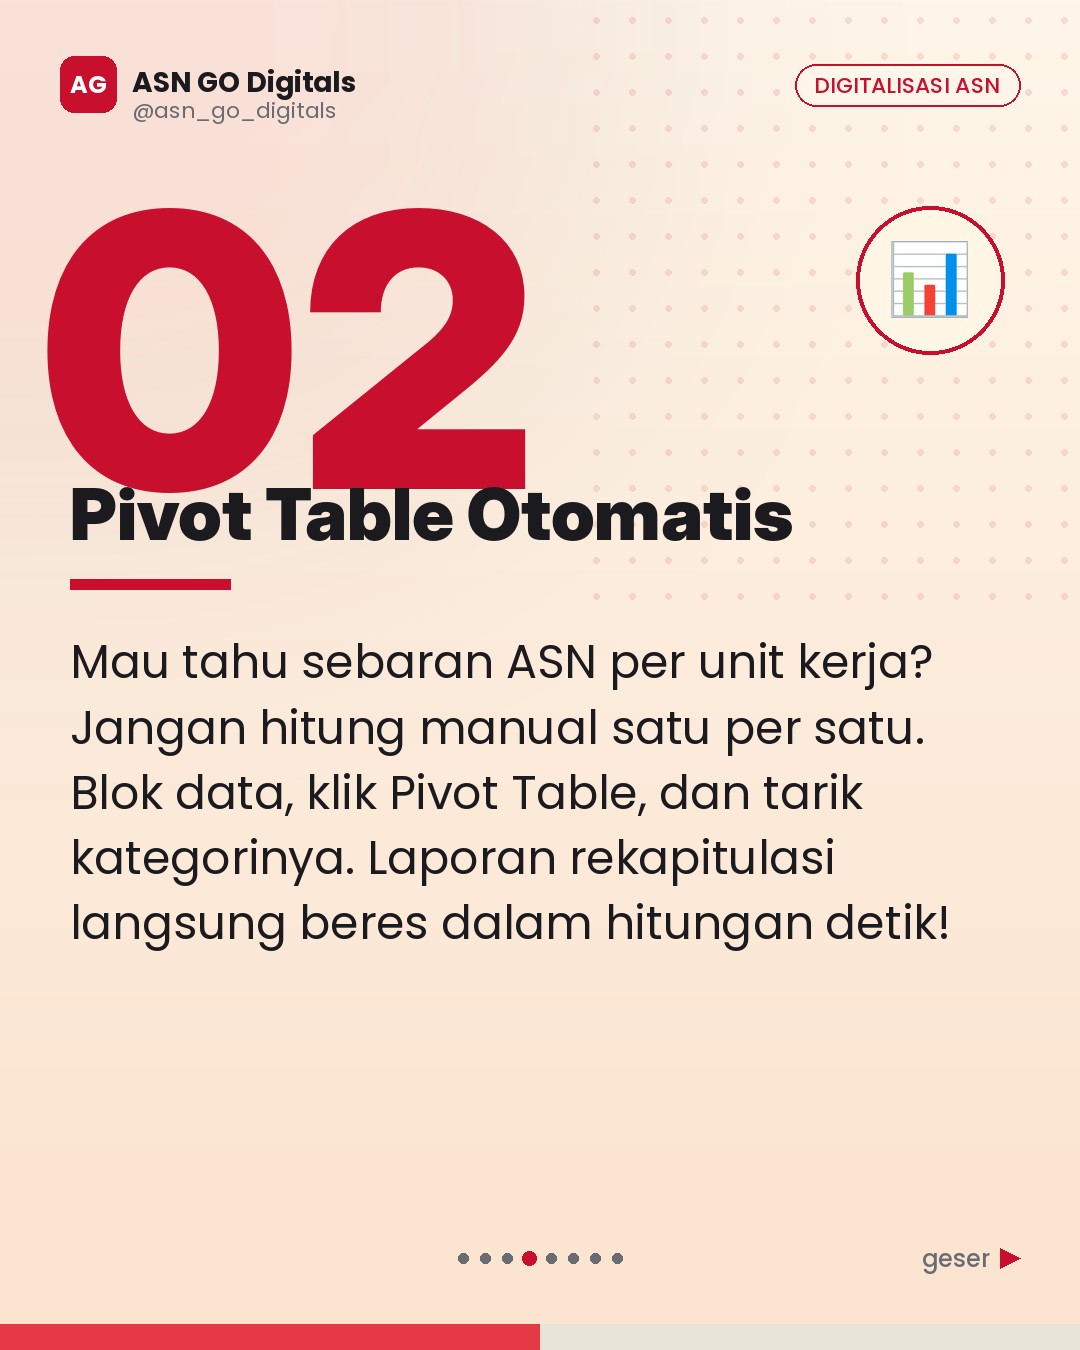 AG
ASN GO Digitals
@asn_go_digitals
DIGITALISASI ASN
02
Pivot Table Otomatis
Mau tahu sebaran ASN per unit kerja?
Jangan hitung manual satu per satu.
Blok data, klik Pivot Table, dan tarik
kategorinya. Laporan rekapitulasi
langsung beres dalam hitungan detik!
geser